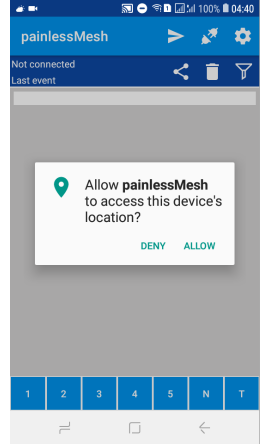 100% 04:40
painlessMesh
Not connected
Last event
Allow painlessMesh
to access this device's
location?
DENY ALLOW
1 2 3 4 5 N T